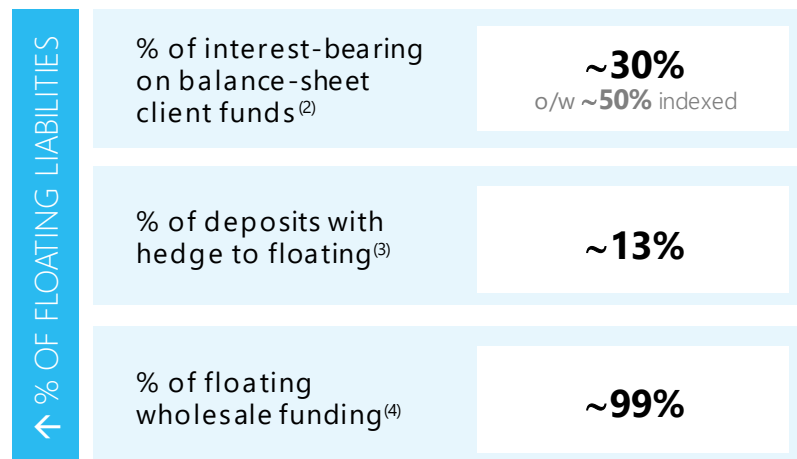 ← % OF FLOATING LIABILITIES
% of interest-bearing
on balance-sheet
client funds(2)
~30%
o/w ~50% indexed
% of deposits with
hedge to floating(3)
~13%
% of floating
wholesale funding(4)
~99%